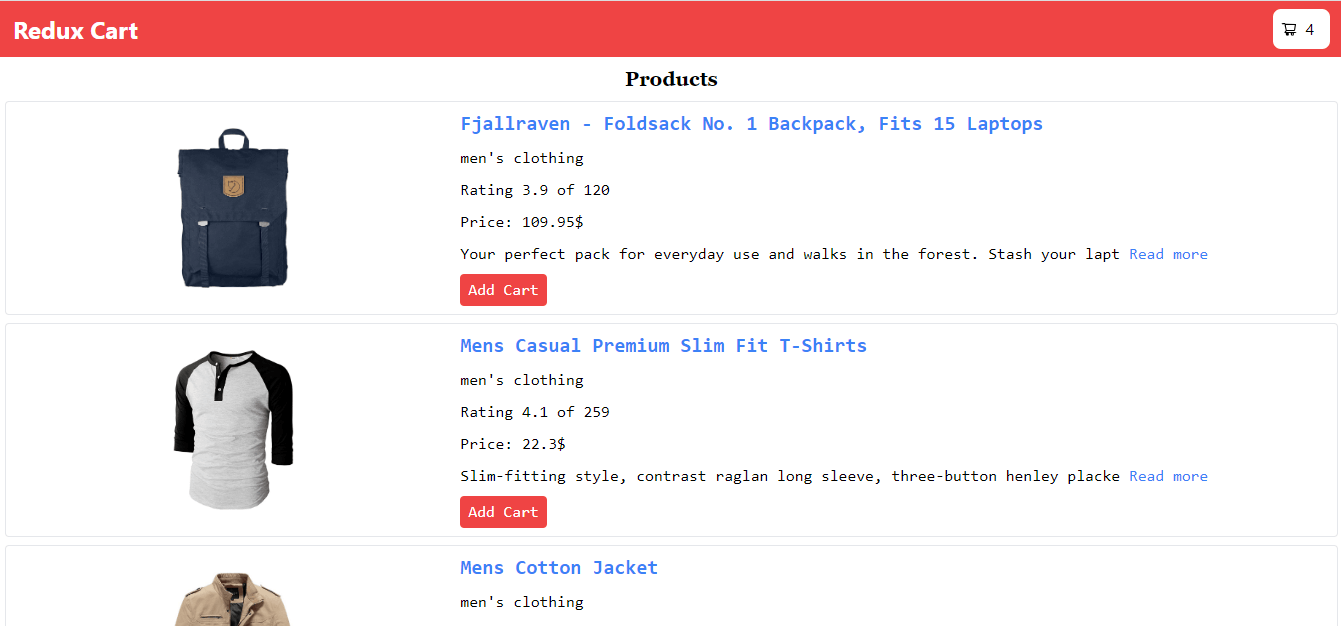 Redux Cart
4
Products
Fjallraven - Foldsack No. 1 Backpack, Fits 15 Laptops
men's clothing
Rating 3.9 of 120
Price: 109.95$
Your perfect pack for everyday use and walks in the forest. Stash your lapt Read more
Add Cart
Mens Casual Premium Slim Fit T-Shirts
men's clothing
Rating 4.1 of 259
Price: 22.3$
Slim-fitting style, contrast raglan long sleeve, three-button henley placke Read more
Add Cart
Mens Cotton Jacket
men's clothing